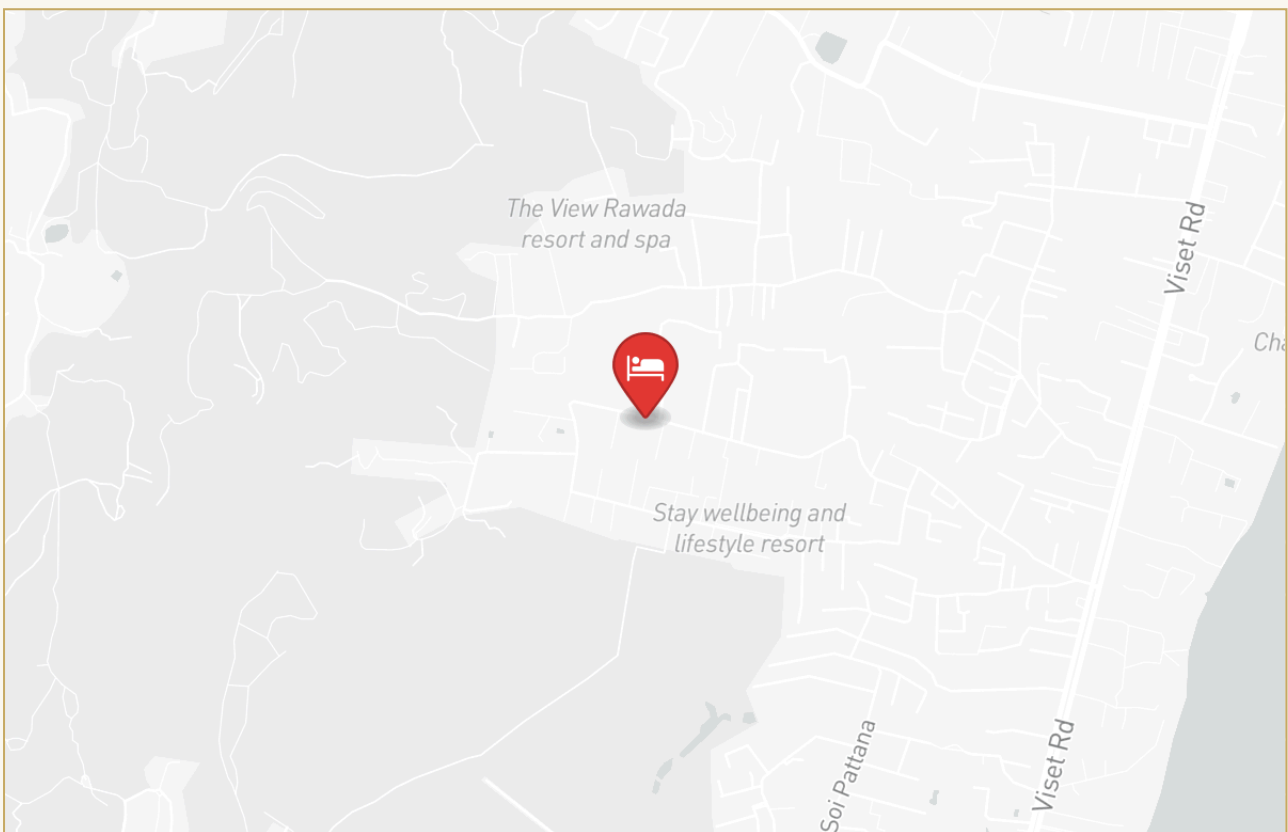 The View Rawada
resort and spa
Viset Rd
Stay wellbeing and
lifestyle resort
Soi Pattana
Viset Rd